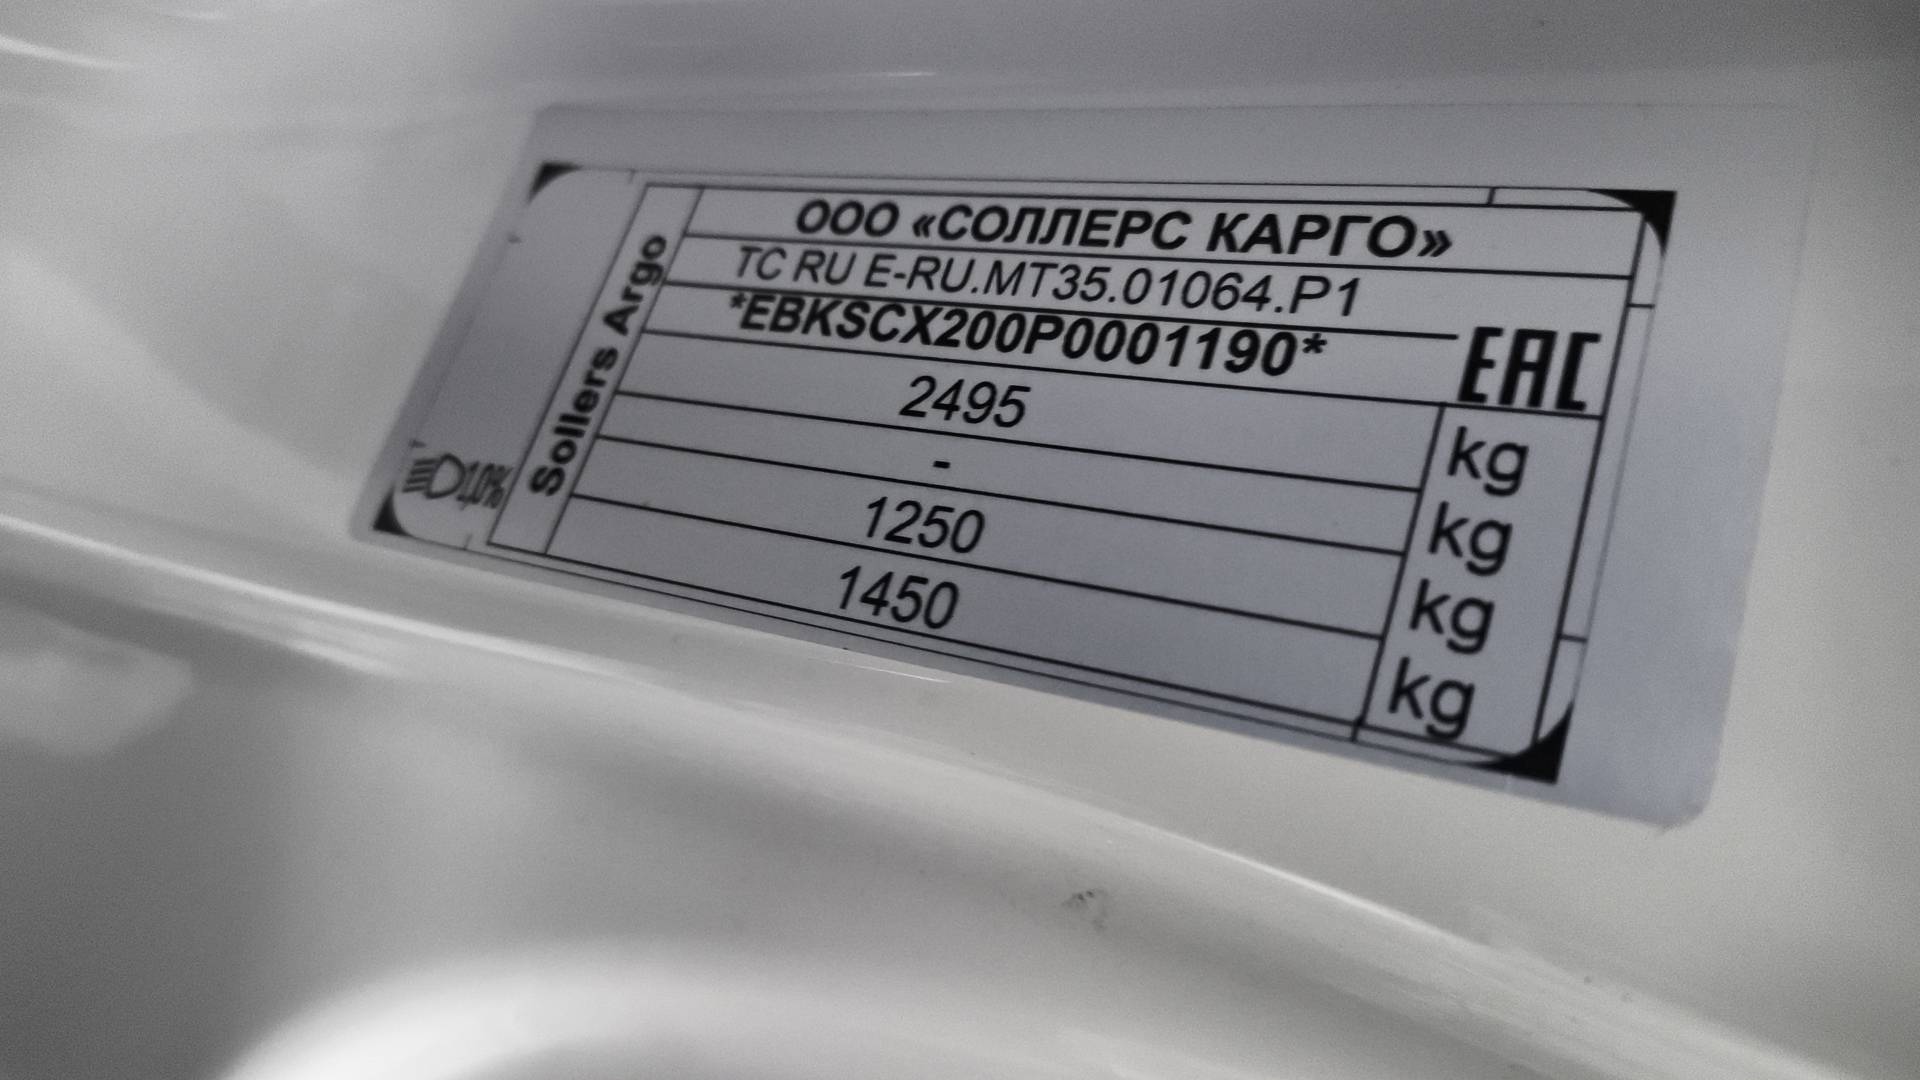 ООО «СОЛЛЕРС КАРГО»
ТС RU E-RU.MT35.01064.P1
*EBKSCX200P0001190*
EAC
2495 kg
- kg
1250 kg
1450 kg
Sollers Argo
1,0%